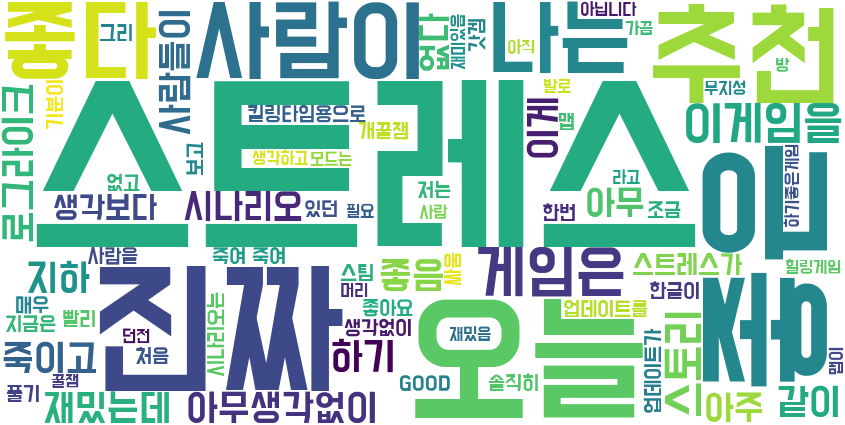 좋다
그리
사람이
없다
재미있음
갓겜
나는
아직
아닙니다
가끔
추천
방
기분이
사람들이
로그라이크
스트레스
킬링타임용으로
개꿀잼
이게
발로
맵
무지성
이게임을
보고
생각하고
모드는
없고
저는
라고
하기좋은게임
안
생각보다
시나리오
있던
필요
사람
한번
아무
조금
사람을
죽여 죽여
지하
진짜
스팀
머리
좋음
게임은
스트레스가
힐링게임
매우
좋아요
오늘
업데이트를
한글이
좀
지금은
빨리
던전
처음
시나리오극
생각없이
재밌음
스토리
맵이
죽이고
하기
업데이트가
풀기
꿀잼
GOOD
솔직히
재밌는데
아무생각없이
아주
같이